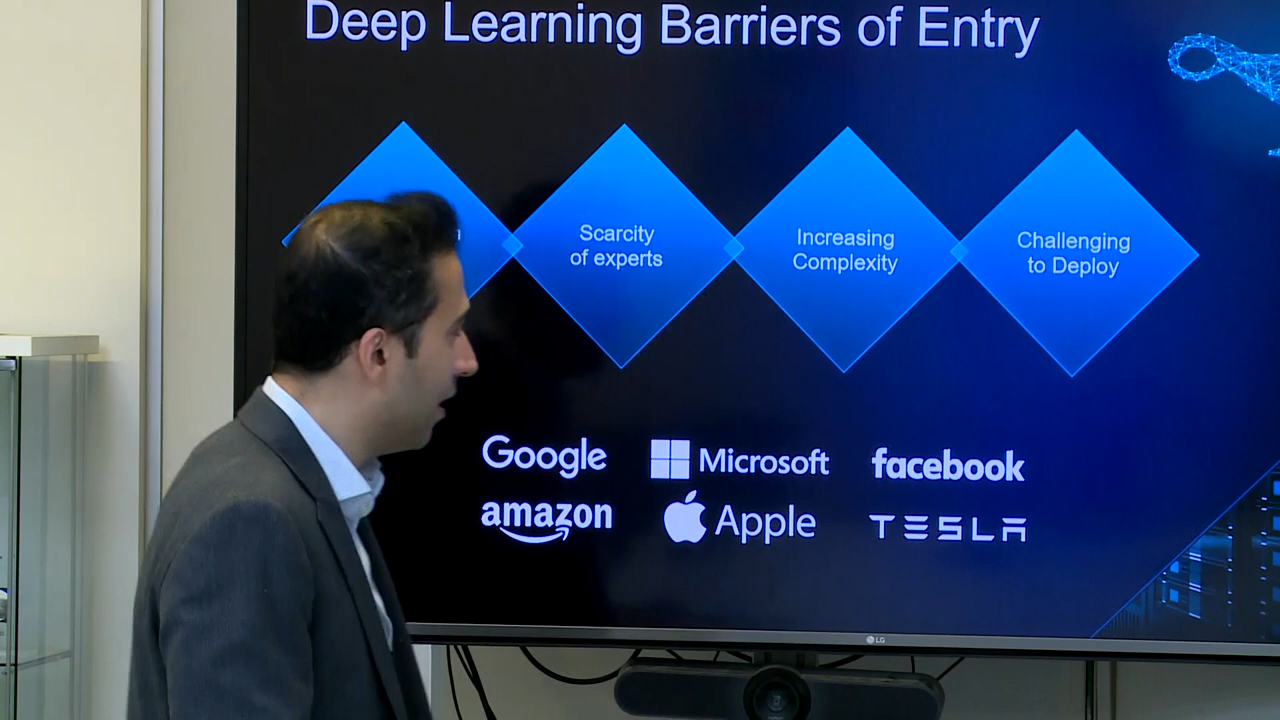 Deep Learning Barriers of Entry
Scarcity
of experts
Increasing
Complexity
Challenging
to Deploy
Google
Microsoft
facebook
amazon
Apple
TESLA
LG